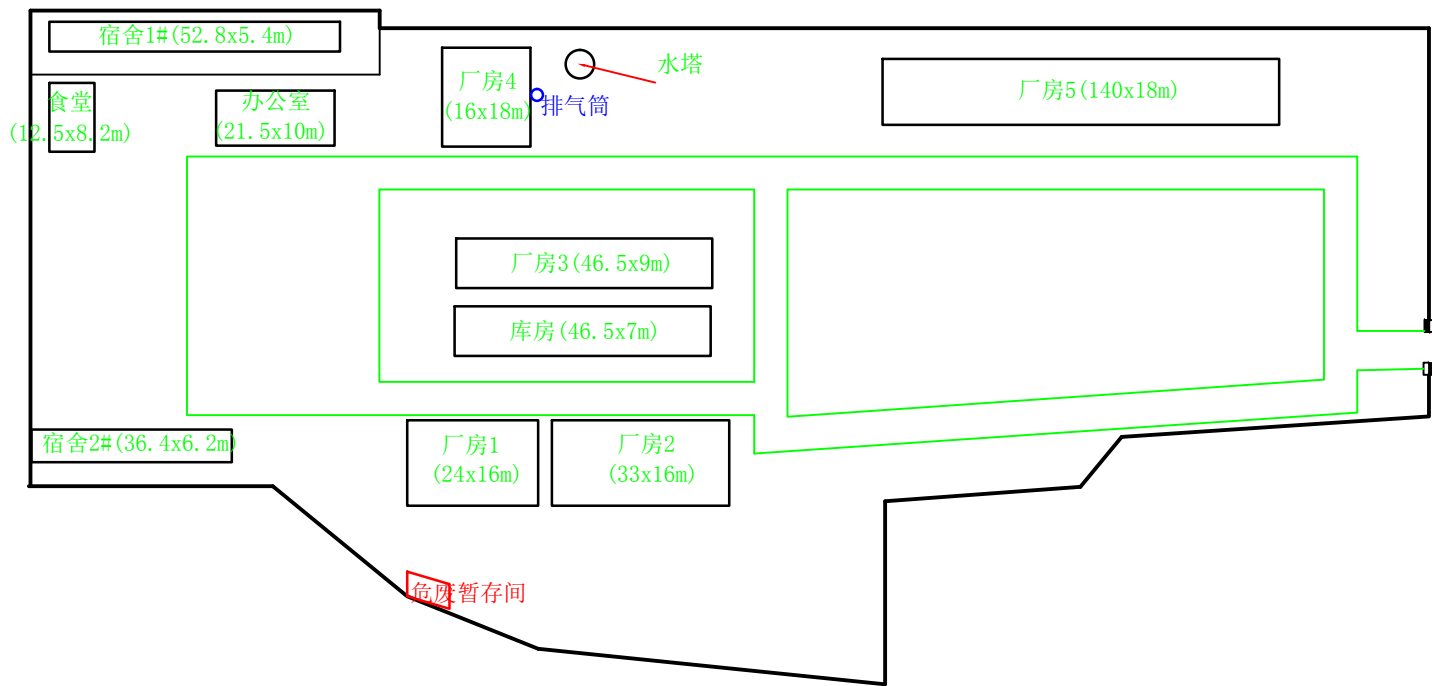 宿舍1#(52.8x5.4m)
食堂
(12.5x8.2m)
办公室
(21.5x10m)
厂房4
(16x18m)
水塔
排气筒
厂房5(140x18m)
厂房3(46.5x9m)
库房(46.5x7m)
宿舍2#(36.4x6.2m)
厂房1
(24x16m)
厂房2
(33x16m)
危废暂存间